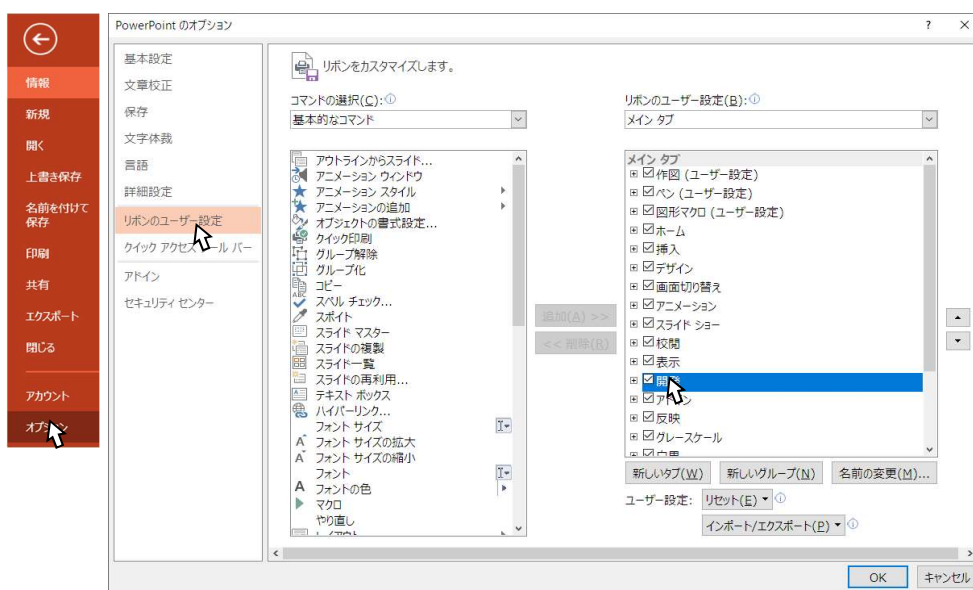 情報
新規
開く
上書き保存
名前を付けて
保存
印刷
共有
エクスポート
閉じる
アカウント
PowerPoint のオプション
?
×
基本設定
文章校正
保存
文字体裁
言語
詳細設定
リボンのユーザー設定
クイック アクセス
ール バー
アドイン
セキュリティ センター
リボンをカスタマイズします。
コマンドの選択(C):
基本的なコマンド
アウトラインからスライド...
アニメーション ウィンドウ
アニメーション スタイル
アニメーションの追加
オブジェクトの書式設定...
クイック印刷
グループ解除
グループ化
コピー
スペル チェック...
スポイト
スライド マスター
スライドの複製
スライド一覧
スライドの再利用...
テキスト ボックス
ハイパーリンク...
フォント サイズ
フォント サイズの拡大
フォント サイズの縮小
フォント
フォントの色
マクロ
やり直し
追加(A) >>
<< 削除(R)
リボンのユーザー設定(B):
メイン タブ
メイン タブ
作図 (ユーザー設定)
ペン (ユーザー設定)
図形マクロ (ユーザー設定)
ホーム
挿入
デザイン
画面切り替え
アニメーション
スライド ショー
校閲
表示
開発
アドイン
反映
グレースケール
新しいタブ(W)
新しいグループ(N)
名前の変更(M)...
ユーザー設定:
リセット(E)
インポート/エクスポート(P)
OK
キャンセル